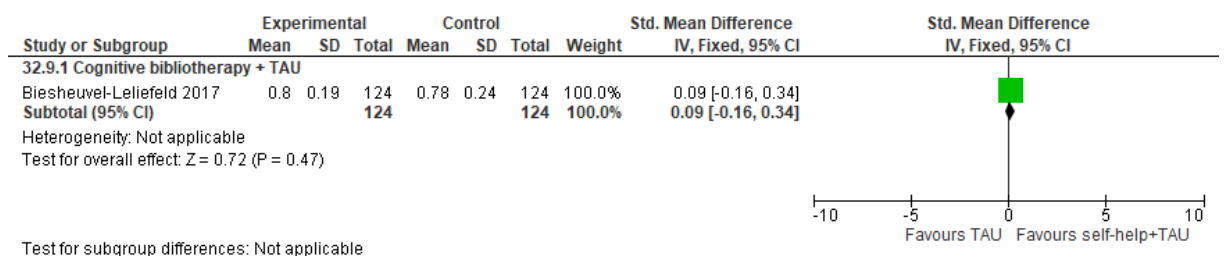 Experimental Control Std. Mean Difference Std. Mean Difference
Study or Subgroup Mean SD Total Mean SD Total Weight IV, Fixed, 95% CI IV, Fixed, 95% CI
32.9.1 Cognitive bibliotherapy + TAU
Biesheuvel-Leliefeld 2017 0.8 0.19 124 0.78 0.24 124 100.0% 0.09 [-0.16, 0.34]
Subtotal (95% CI) 124 124 100.0% 0.09 [-0.16, 0.34]
Heterogeneity: Not applicable
Test for overall effect: Z = 0.72 (P = 0.47)
-10 -5 0 5 10
Favours TAU Favours self-help+TAU
Test for subgroup differences: Not applicable